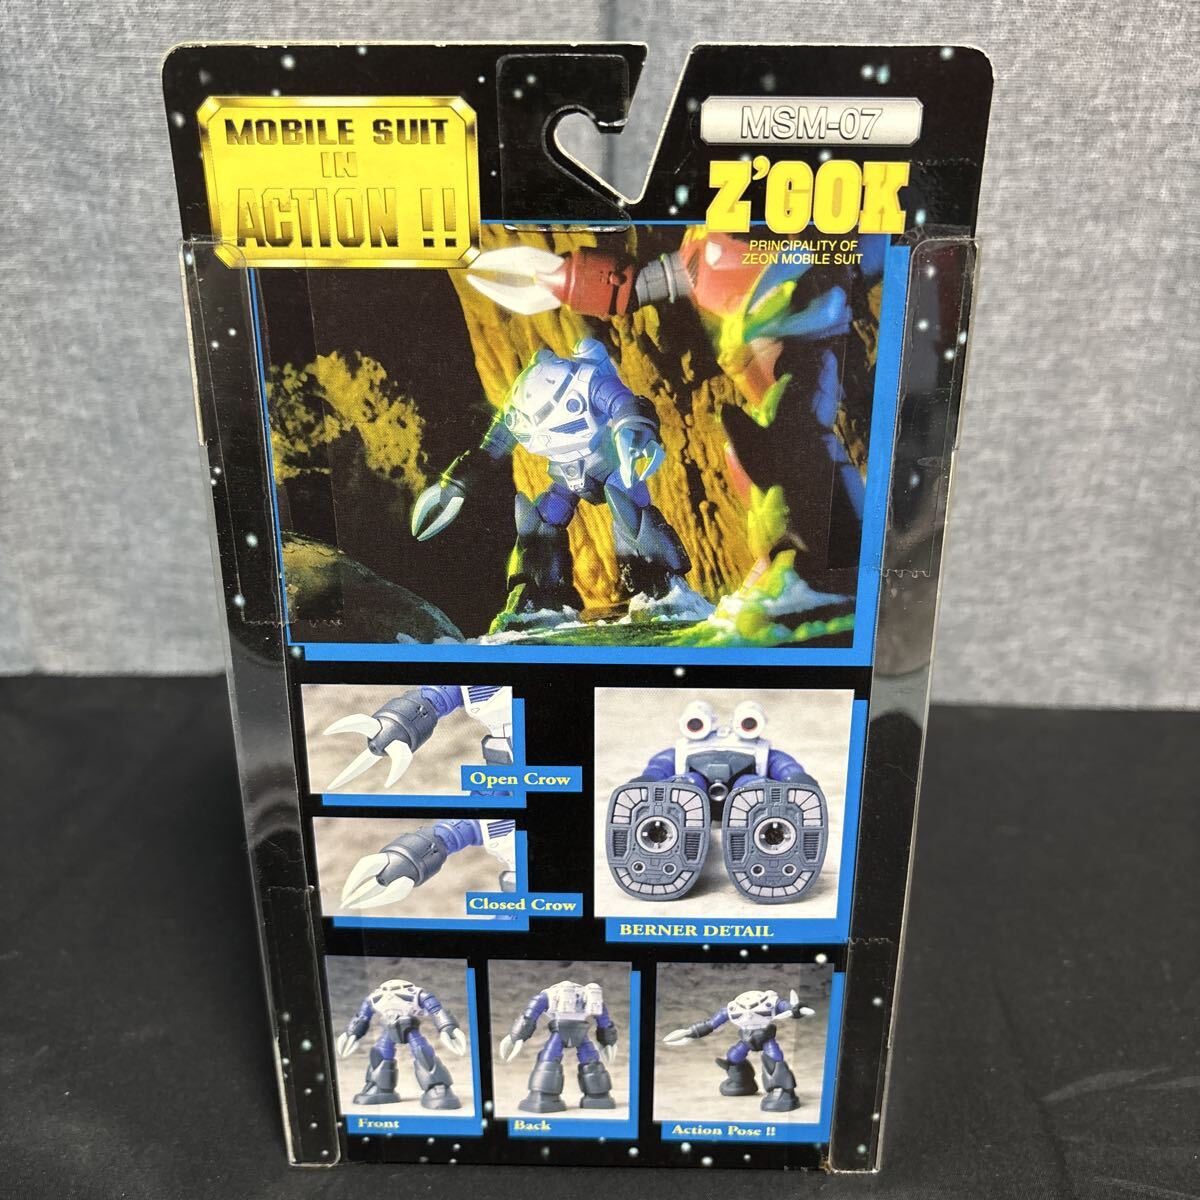 MOBILE SUIT
IN
ACTION !!
MSM-07
Z'GOK
PRINCIPALITY OF
ZEON MOBILE SUIT
Open Crow
Closed Crow
BERNER DETAIL
Front
Back
Action Pose !!